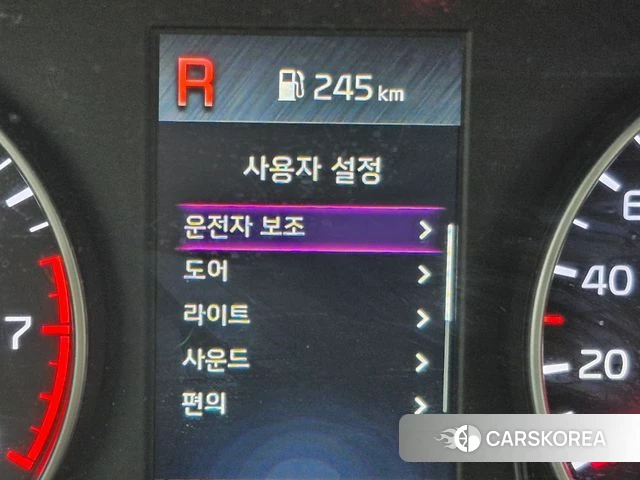 R
245 km
사용자 설정
운전자 보조 >
도어 >
라이트 >
사운드 >
편의 >
7
40
20
CARSKOREA